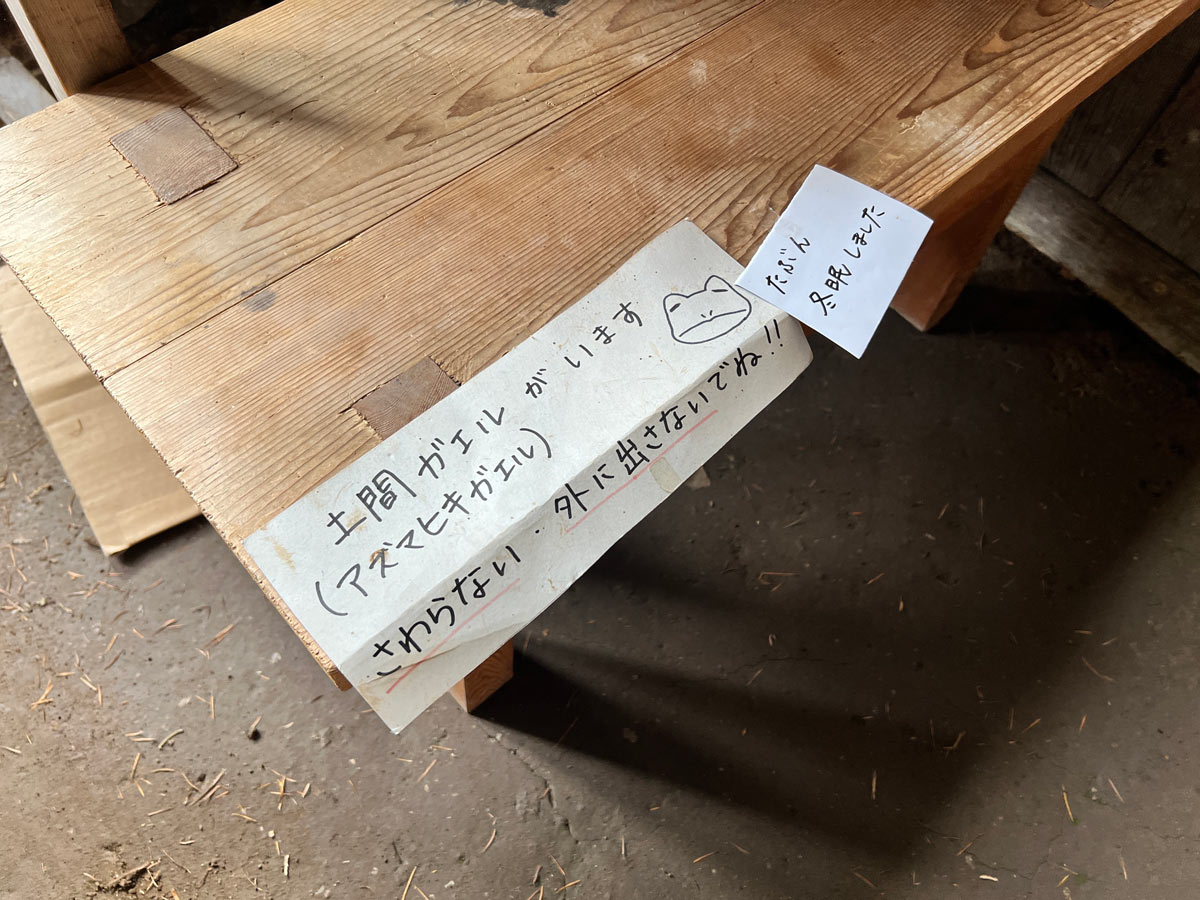 土間ガエルがいます
(アズマヒキガエル)
さわらない・外に出さないでね!!
たぶん
冬眠しました